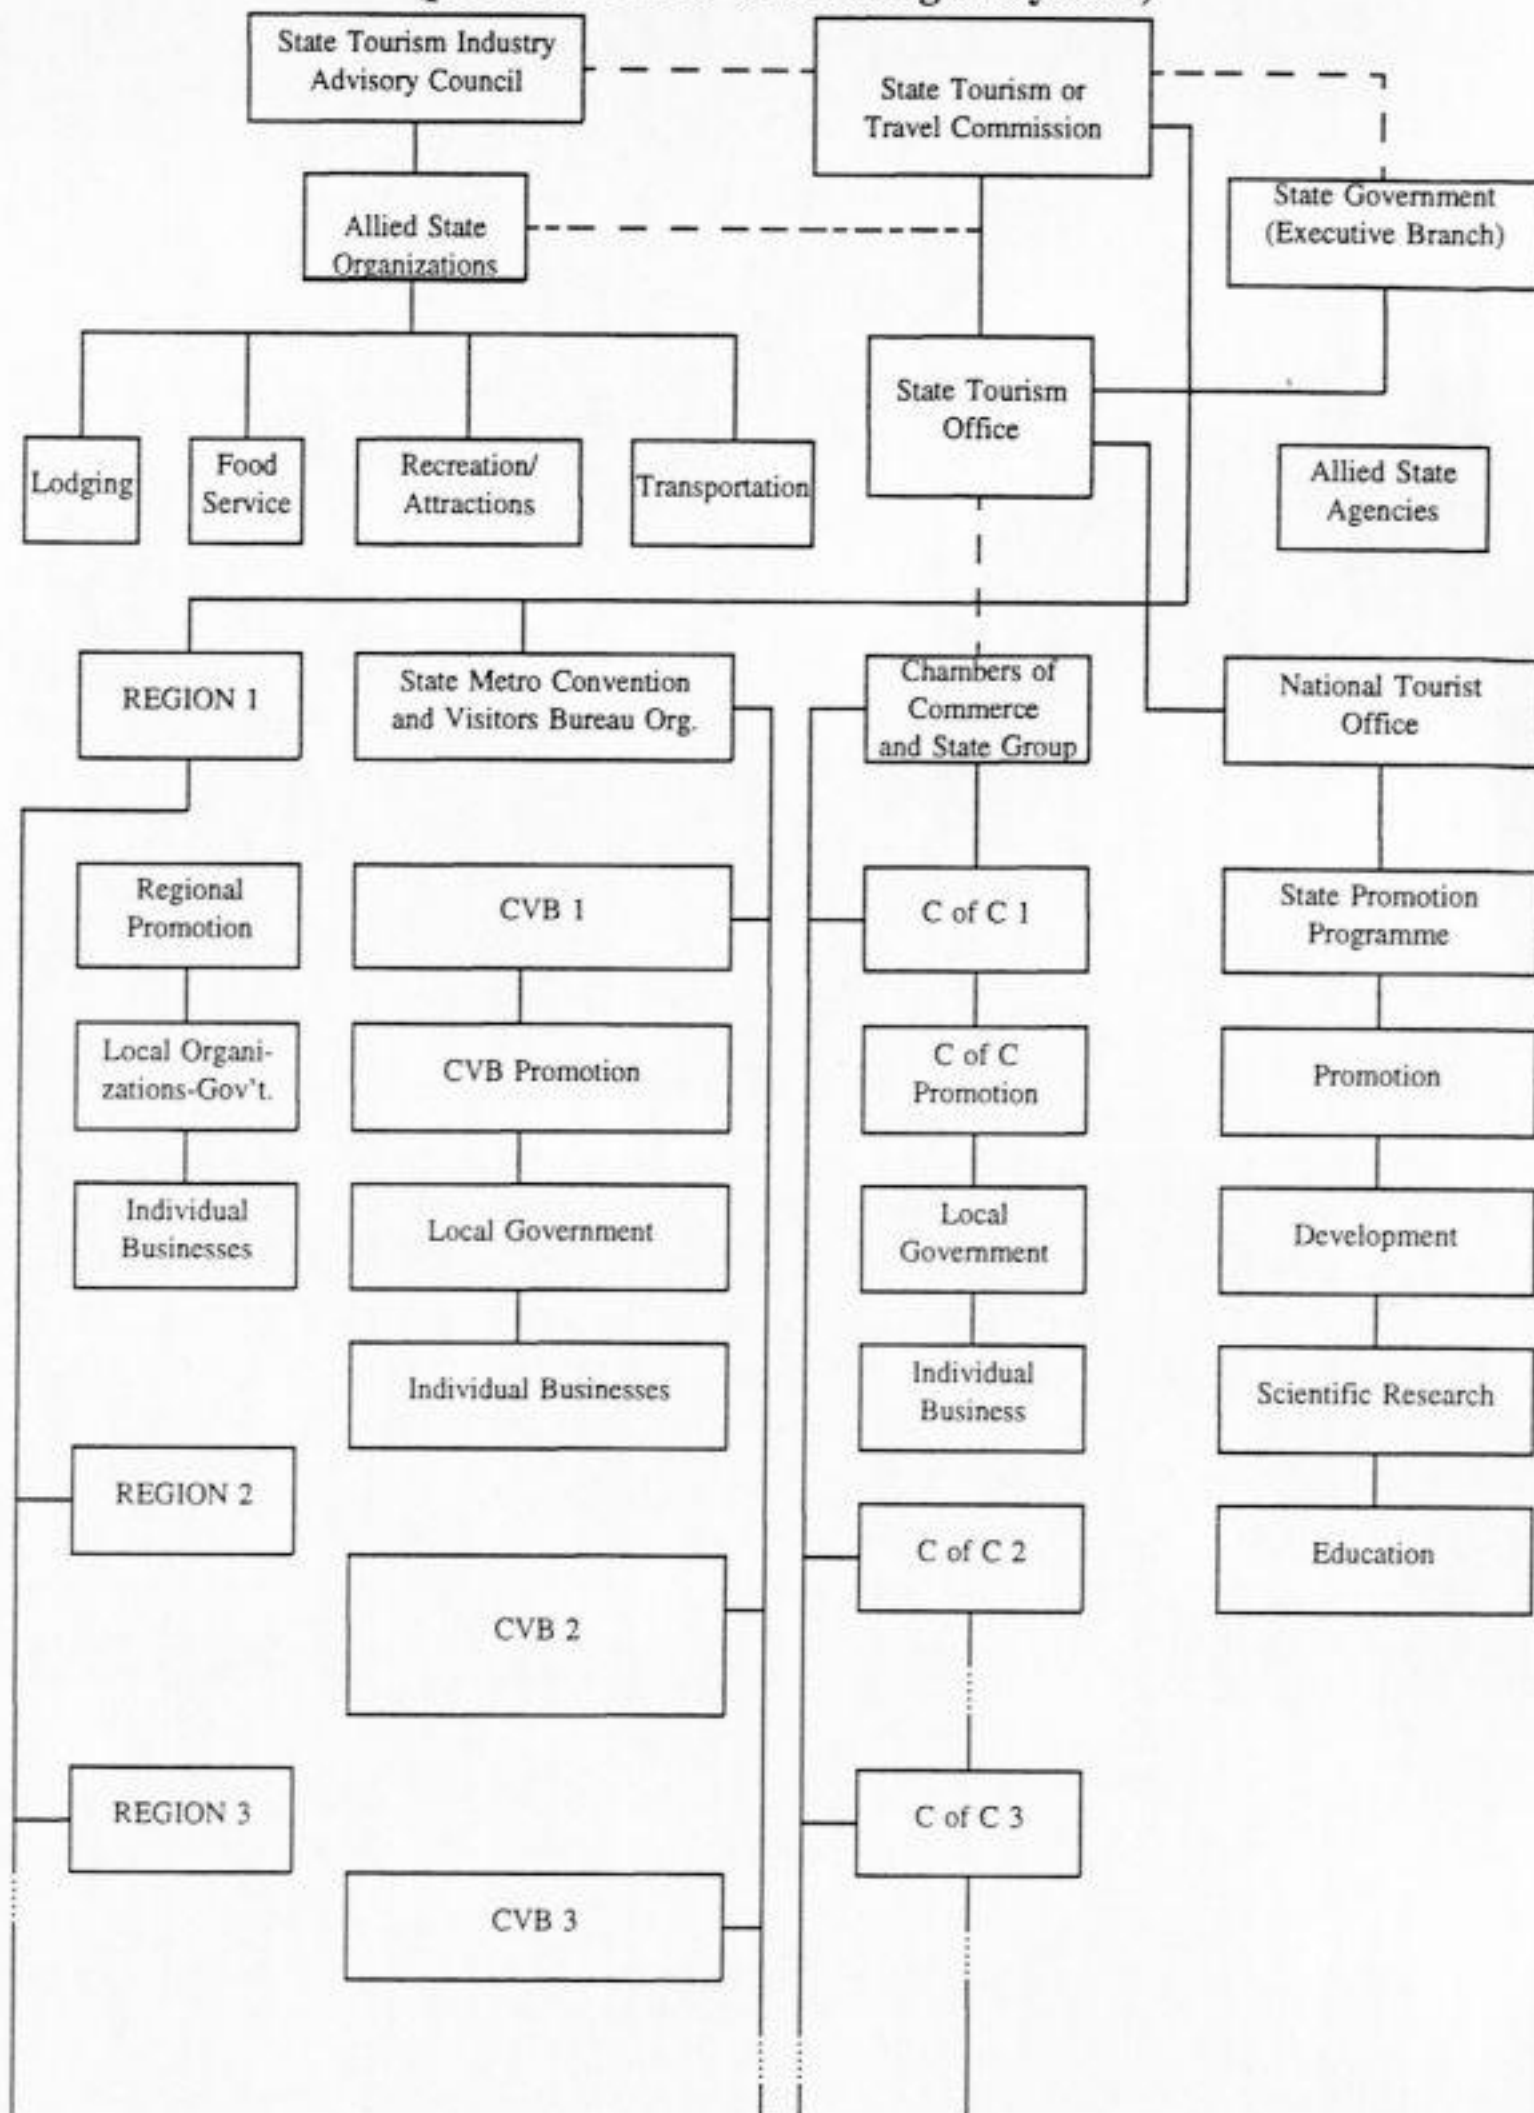 State Tourism Industry
Advisory Council
State Tourism or
Travel Commission
Allied State
Organizations
State Government
(Executive Branch)
State Tourism
Office
Lodging
Food
Service
Recreation/
Attractions
Transportation
Allied State
Agencies
REGION 1
State Metro Convention
and Visitors Bureau Org.
Chambers of
Commerce
and State Group
National Tourist
Office
Regional
Promotion
CVB 1
C of C 1
State Promotion
Programme
Local Organi-
zations-Gov't.
CVB Promotion
C of C
Promotion
Promotion
Individual
Businesses
Local Government
Local
Government
Development
Individual Businesses
Individual
Business
Scientific Research
REGION 2
C of C 2
Education
CVB 2
REGION 3
C of C 3
CVB 3